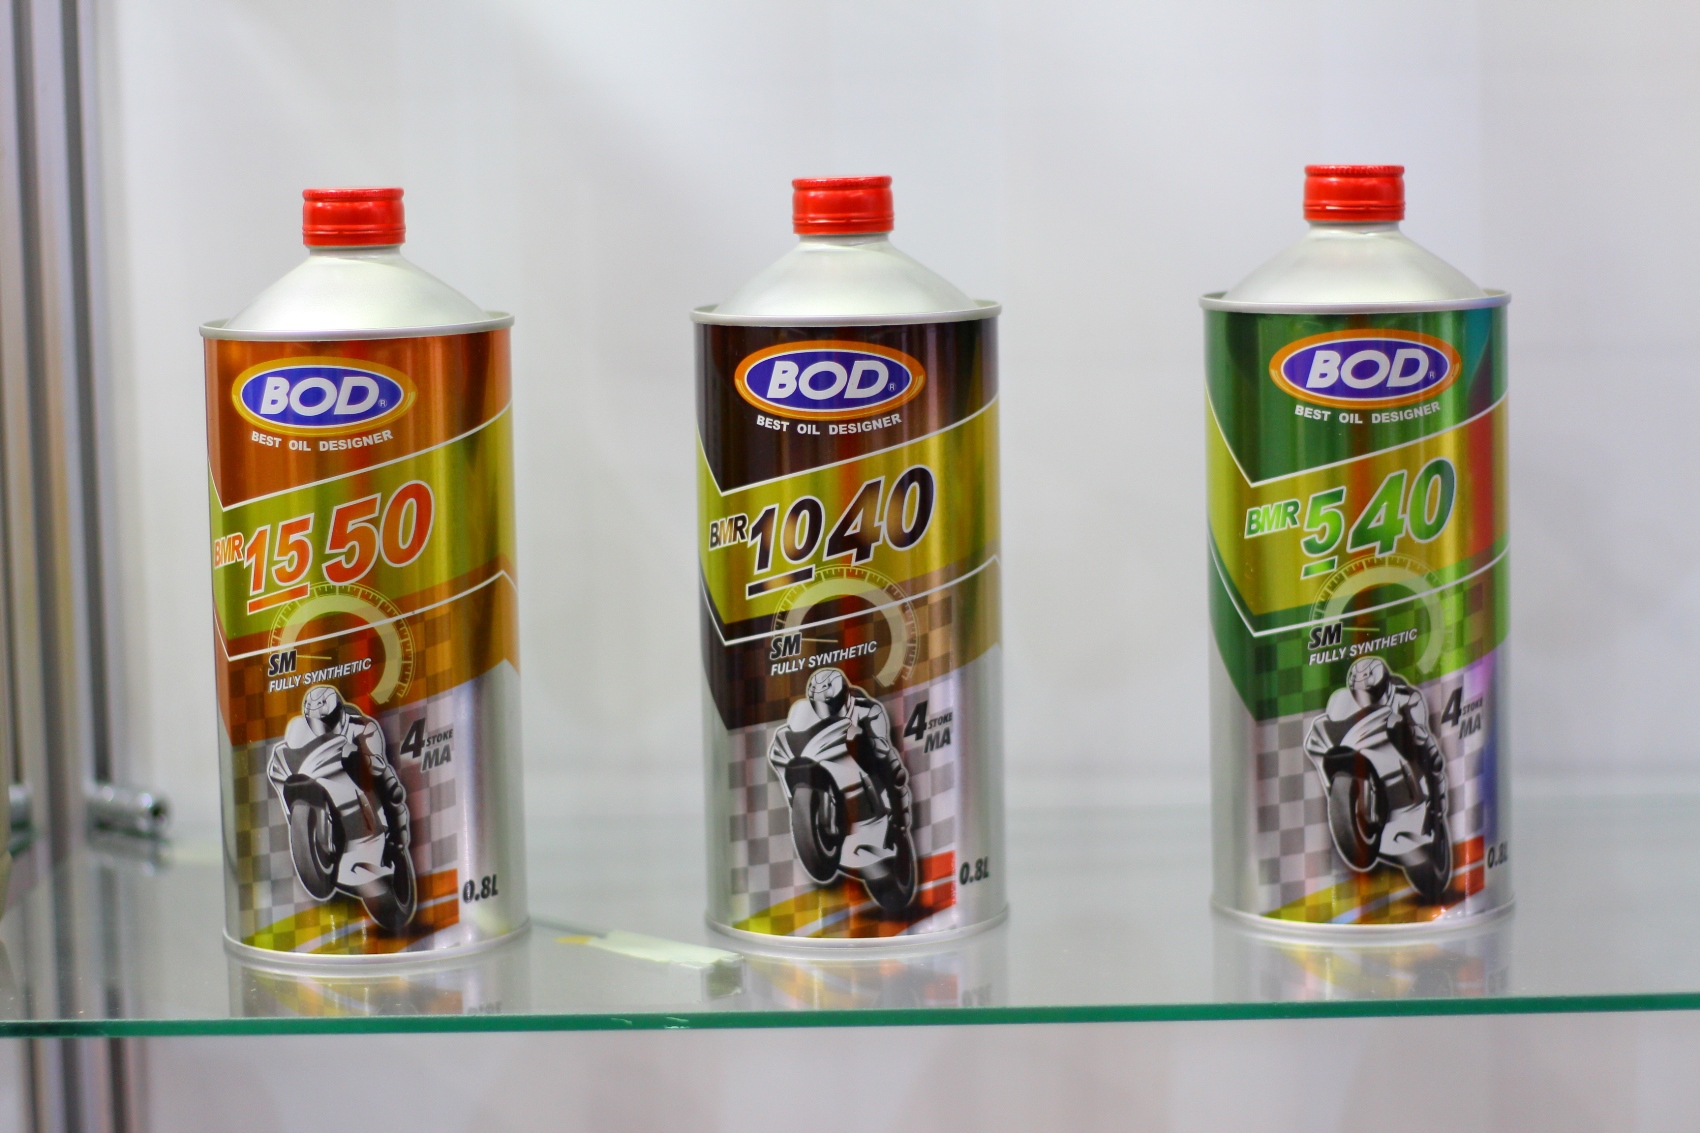 BOD®
BEST OIL DESIGNER
BMR 15 50
SM
FULLY SYNTHETIC
4 STOKE
MA
0.8L
BOD®
BEST OIL DESIGNER
BMR 10 40
SM
FULLY SYNTHETIC
4 STOKE
MA
0.8L
BOD®
BEST OIL DESIGNER
BMR 5 40
SM
FULLY SYNTHETIC
4 STOKE
MA
0.8L